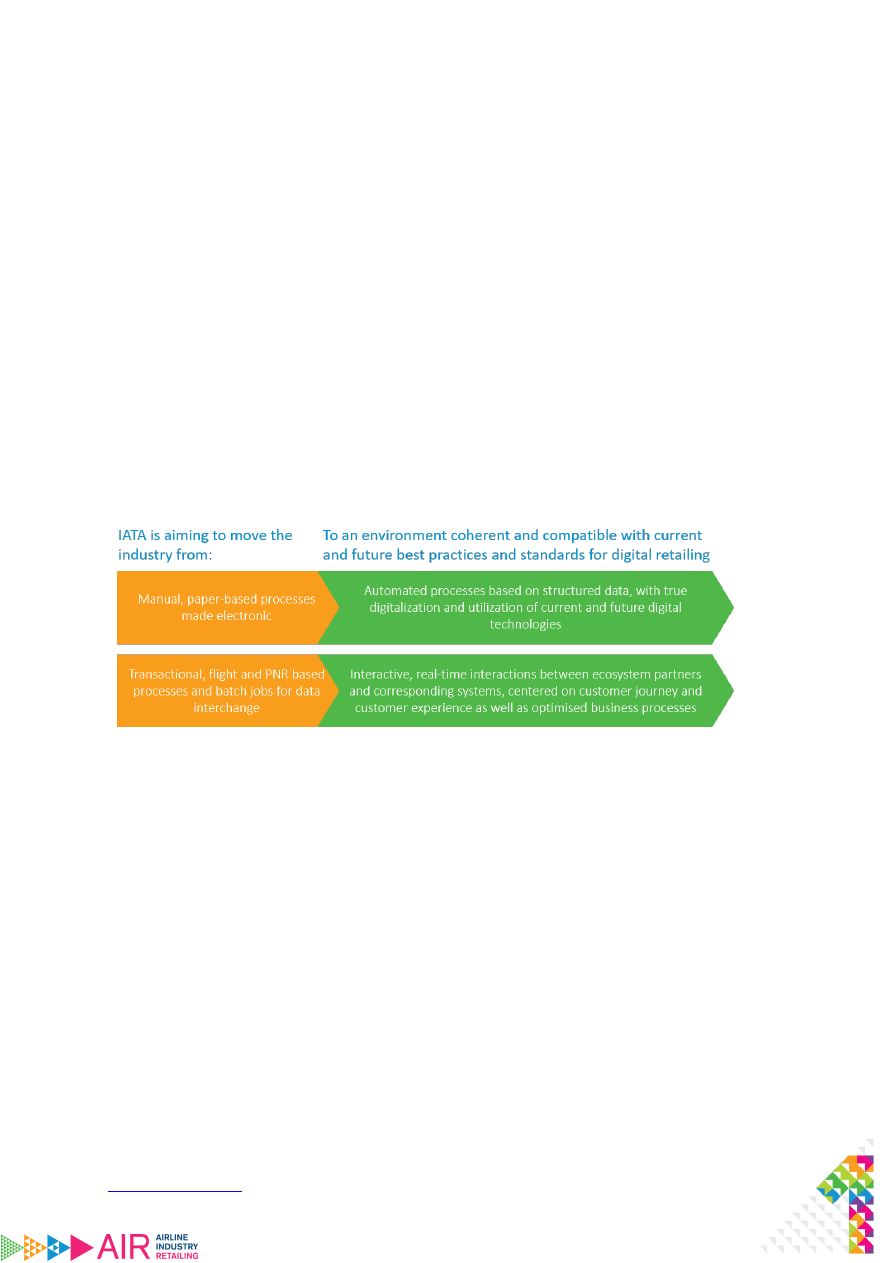 IATA is aiming to move the
industry from:
To an environment coherent and compatible with current
and future best practices and standards for digital retailing
Manual, paper-based processes
made electronic
Automated processes based on structured data, with true
digitalization and utilization of current and future digital
technologies
Transactional, flight and PNR based
processes and batch jobs for data
interchange
Interactive, real-time interactions between ecosystem partners
and corresponding systems, centered on customer journey and
customer experience as well as optimised business processes
AIR
AIRLINE
INDUSTRY
RETAILING